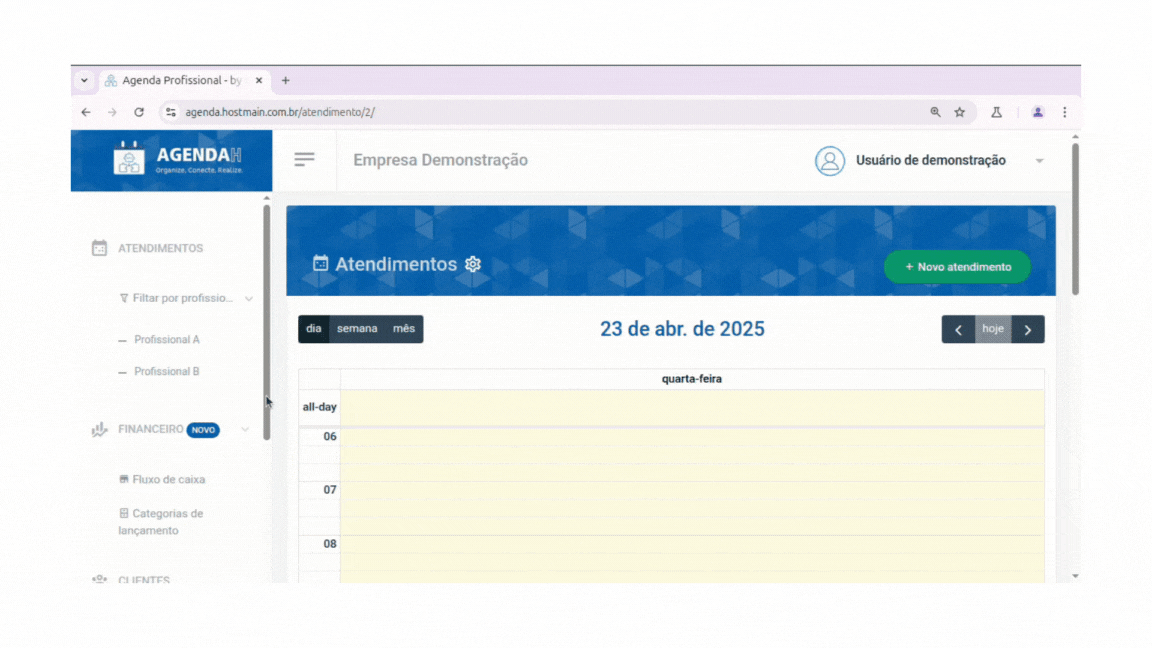 Agenda Profissional - by
agenda.hostmain.com.br/atendimento/2/
AGENDAH
Organize. Conecte. Realize.
Empresa Demonstração
Usuário de demonstração
ATENDIMENTOS
Filtar por profissio...
Profissional A
Profissional B
FINANCEIRO NOVO
Fluxo de caixa
Categorias de
lançamento
CLIENTES
Atendimentos
+ Novo atendimento
dia semana mês
23 de abr. de 2025
hoje
quarta-feira
all-day
06
07
08